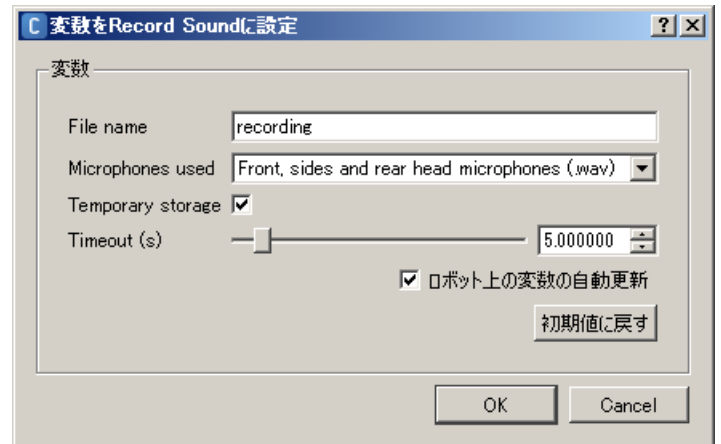 C 変数をRecord Soundに設定 ? ×
変数
File name recording
Microphones used Front, sides and rear head microphones (.wav)
Temporary storage
Timeout (s) 5.000000
ロボット上の変数の自動更新
初期値に戻す
OK Cancel